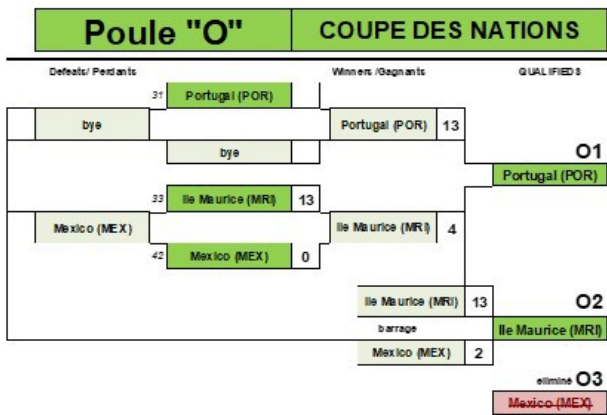 Poule "O" COUPE DES NATIONS
Defeats/ Perdants Winners /Gagnants QUALIFIEDS
31 Portugal (POR)
bye Portugal (POR) 13
bye O1
Portugal (POR)
33 Ile Maurice (MRI) 13
Mexico (MEX) Ile Maurice (MRI) 4
42 Mexico (MEX) 0
Ile Maurice (MRI) 13 O2
barrage Ile Maurice (MRI)
Mexico (MEX) 2
eliminé O3
Mexico (MEX)